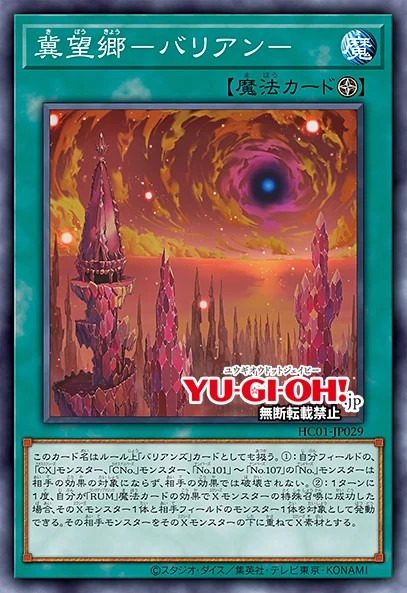 冀望郷－バリアン－
魔
【魔法カード】
ユウギオウドットジェイピー
YU-GI-OH!.jp
無断転載禁止
HC01-JP029
このカード名はルール上「バリアンズ」カードとしても扱う。①：自分フィールドの、
「CX」モンスター、「CNo.」モンスター、「No.101」～「No.107」の「No.」モンスターは
相手の効果の対象にならず、相手の効果では破壊されない。②：1ターンに
1度、自分が「RUM」魔法カードの効果でXモンスターの特殊召喚に成功した
場合、そのXモンスター1体と相手フィールドのモンスター1体を対象として発動
できる。その相手モンスターをそのXモンスターの下に重ねてX素材とする。
©スタジオ・ダイス／集英社・テレビ東京・KONAMI